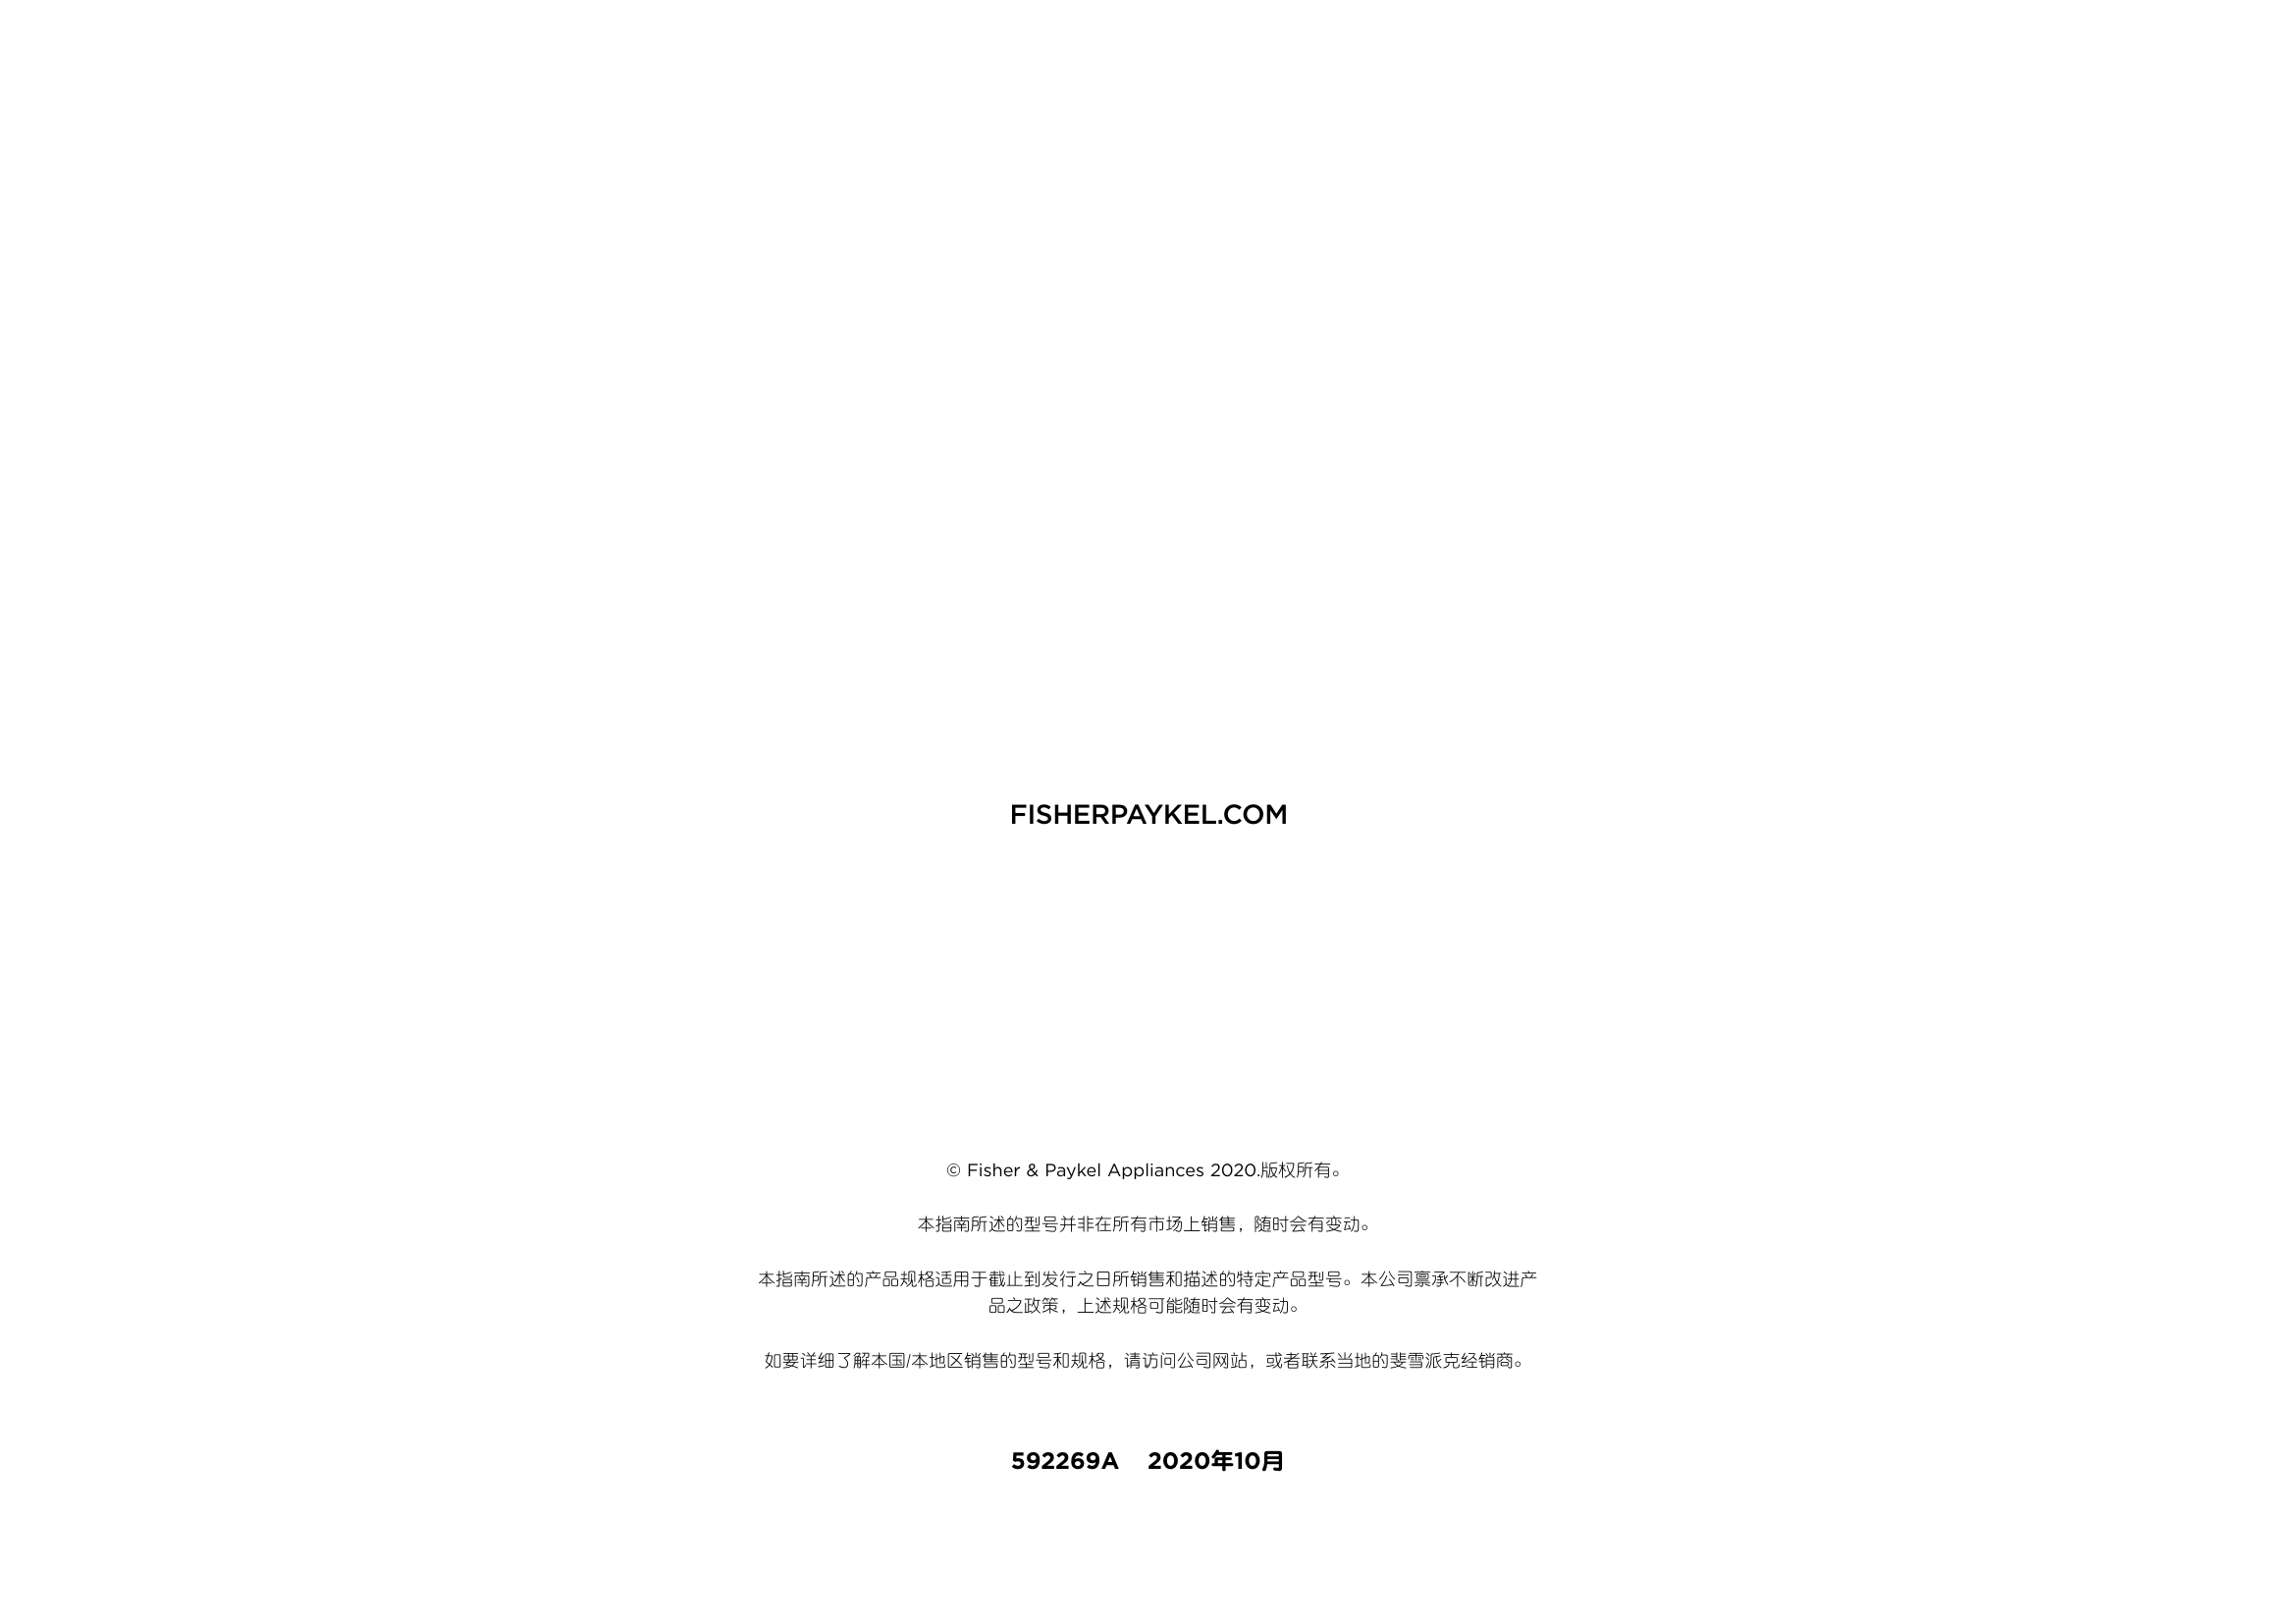 FISHERPAYKEL.COM
© Fisher & Paykel Appliances 2020.版权所有。
本指南所述的型号并非在所有市场上销售，随时会有变动。
本指南所述的产品规格适用于截止到发行之日所销售和描述的特定产品型号。本公司禀承不断改进产
品之政策，上述规格可能随时会有变动。
如要详细了解本国/本地区销售的型号和规格，请访问公司网站，或者联系当地的斐雪派克经销商。
592269A 2020年10月